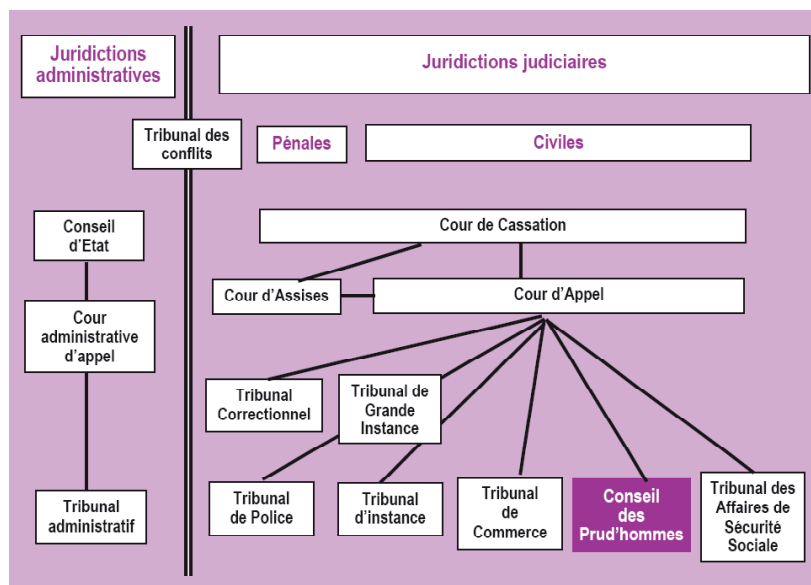 Juridictions
administratives
Juridictions judiciaires
Tribunal des
conflits
Pénales
Civiles
Conseil
d'Etat
Cour de Cassation
Cour d'Assises
Cour d'Appel
Cour
administrative
d'appel
Tribunal
Correctionnel
Tribunal de
Grande
Instance
Tribunal
administratif
Tribunal
de Police
Tribunal
d'instance
Tribunal
de
Commerce
Conseil
des
Prud'hommes
Tribunal des
Affaires de
Sécurité
Sociale